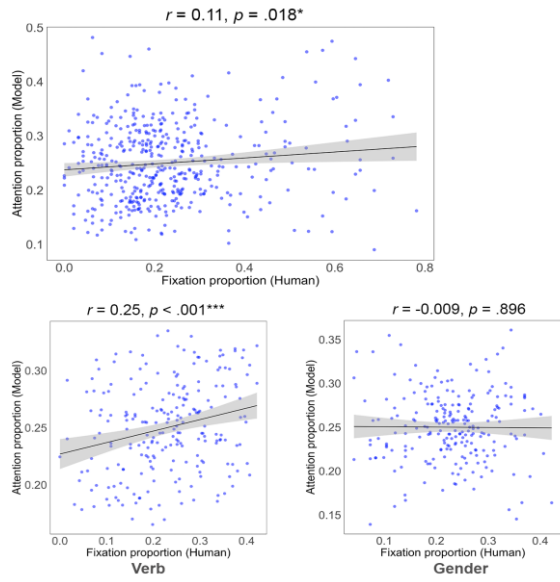 r = 0.11, p = .018*
Attention proportion (Model)
0.5
0.4
0.3
0.2
0.1
0.0 0.2 0.4 0.6 0.8
Fixation proportion (Human)
r = 0.25, p < .001***
Attention proportion (Model)
0.30
0.25
0.20
0.0 0.1 0.2 0.3 0.4
Fixation proportion (Human)
Verb
r = -0.009, p = .896
Attention proportion (Model)
0.35
0.30
0.25
0.20
0.15
0.1 0.2 0.3 0.4
Fixation proportion (Human)
Gender